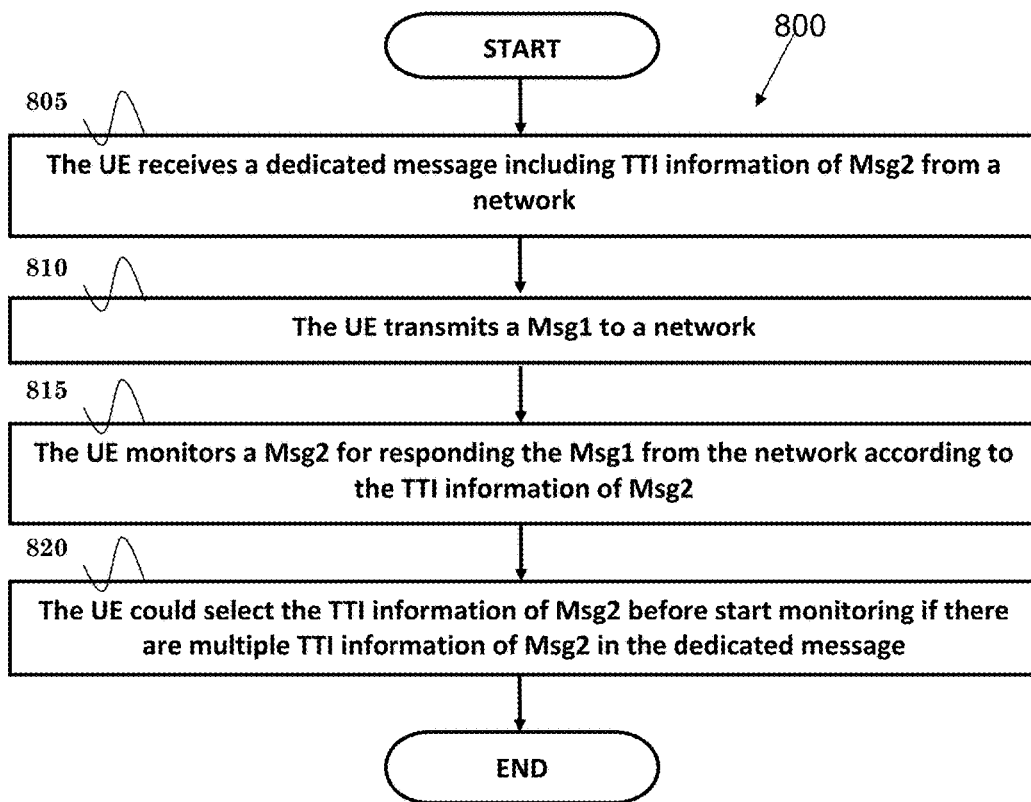 800
START
805
The UE receives a dedicated message including TTI information of Msg2 from a
network
810
The UE transmits a Msg1 to a network
815
The UE monitors a Msg2 for responding the Msg1 from the network according to
the TTI information of Msg2
820
The UE could select the TTI information of Msg2 before start monitoring if there
are multiple TTI information of Msg2 in the dedicated message
END